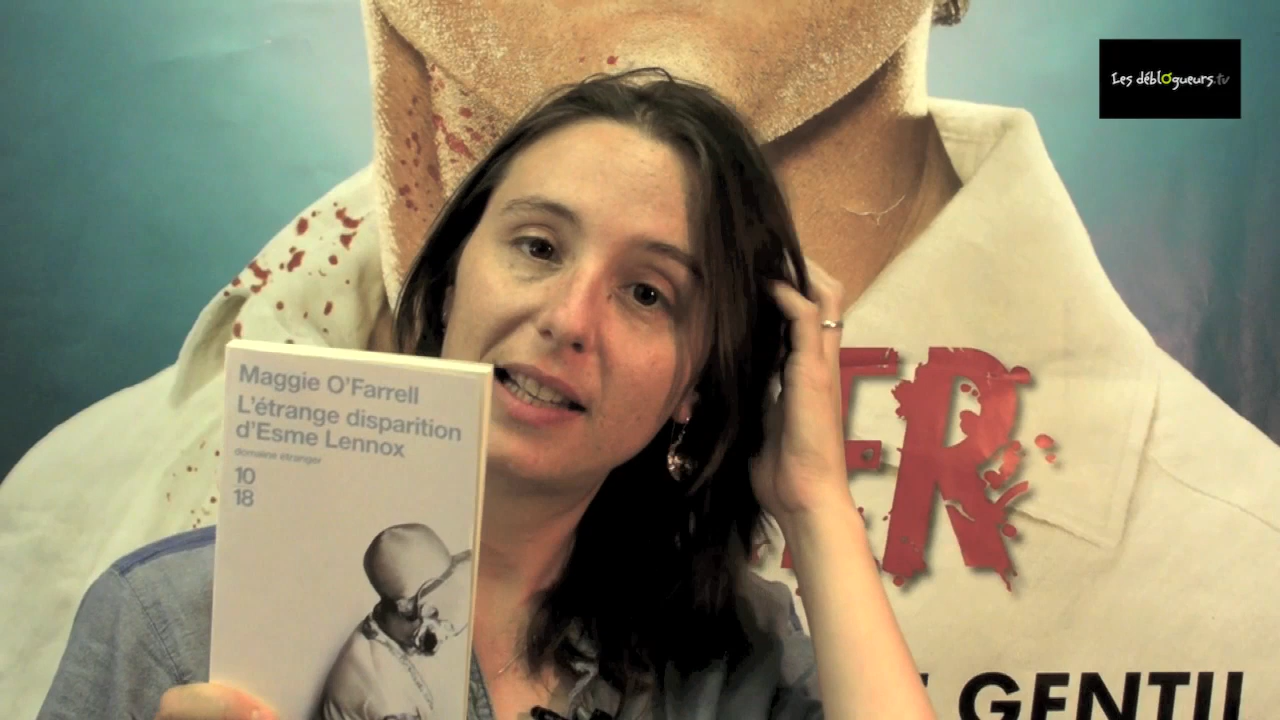 Les déblogueurs.tv
Maggie O'Farrell
L'étrange disparition
d'Esme Lennox
domaine étranger
10
18
ER
GENTIL